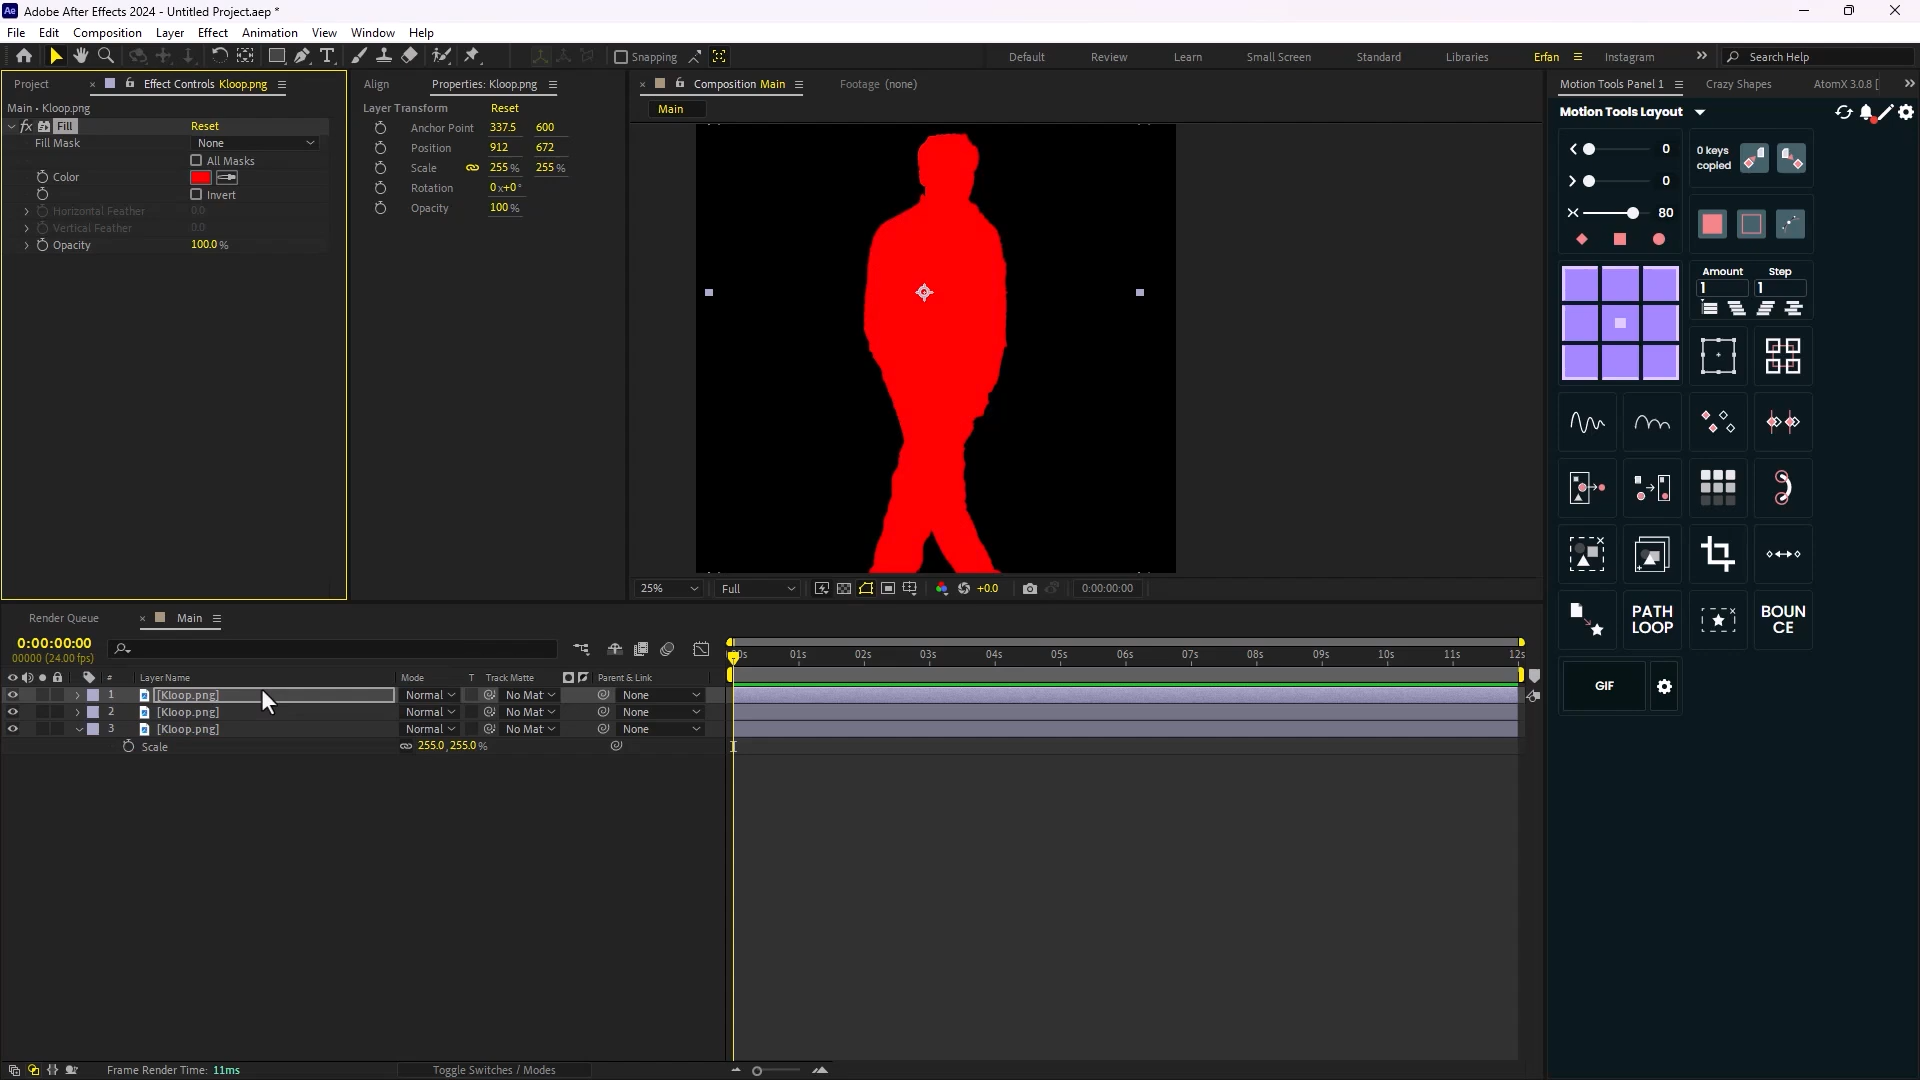 Adobe After Effects 2024 - Untitled Project.aep *
File Edit Composition Layer Effect Animation View Window Help
Snapping
Default Review Learn Small Screen Standard Libraries Erfan Instagram Search Help
Project Effect Controls Kloop.png
Main • Kloop.png
Fill Reset
Fill Mask None
All Masks
Color
Invert
Horizontal Feather 0.0
Vertical Feather 0.0
Opacity 100.0 %
Align Properties: Kloop.png
Layer Transform Reset
Anchor Point 337.5 600
Position 912 672
Scale 255 % 255 %
Rotation 0x+0°
Opacity 100 %
Composition Main Footage (none)
Main
25% Full +0.0 0:00:00:00
Motion Tools Panel 1 Crazy Shapes AtomX 3.0.8 [
Motion Tools Layout
0
0 keys
copied
0
80
Amount Step
1 1
PATH
LOOP
BOUN
CE
GIF
Render Queue Main
0:00:00:00
00000 (24.00 fps)
# Layer Name Mode T Track Matte Parent & Link
00s 01s 02s 03s 04s 05s 06s 07s 08s 09s 10s 11s 12s
1 [Kloop.png] Normal No Mat None
2 [Kloop.png] Normal No Mat None
3 [Kloop.png] Normal No Mat None
Scale 255.0, 255.0 %
Frame Render Time: 11ms Toggle Switches / Modes